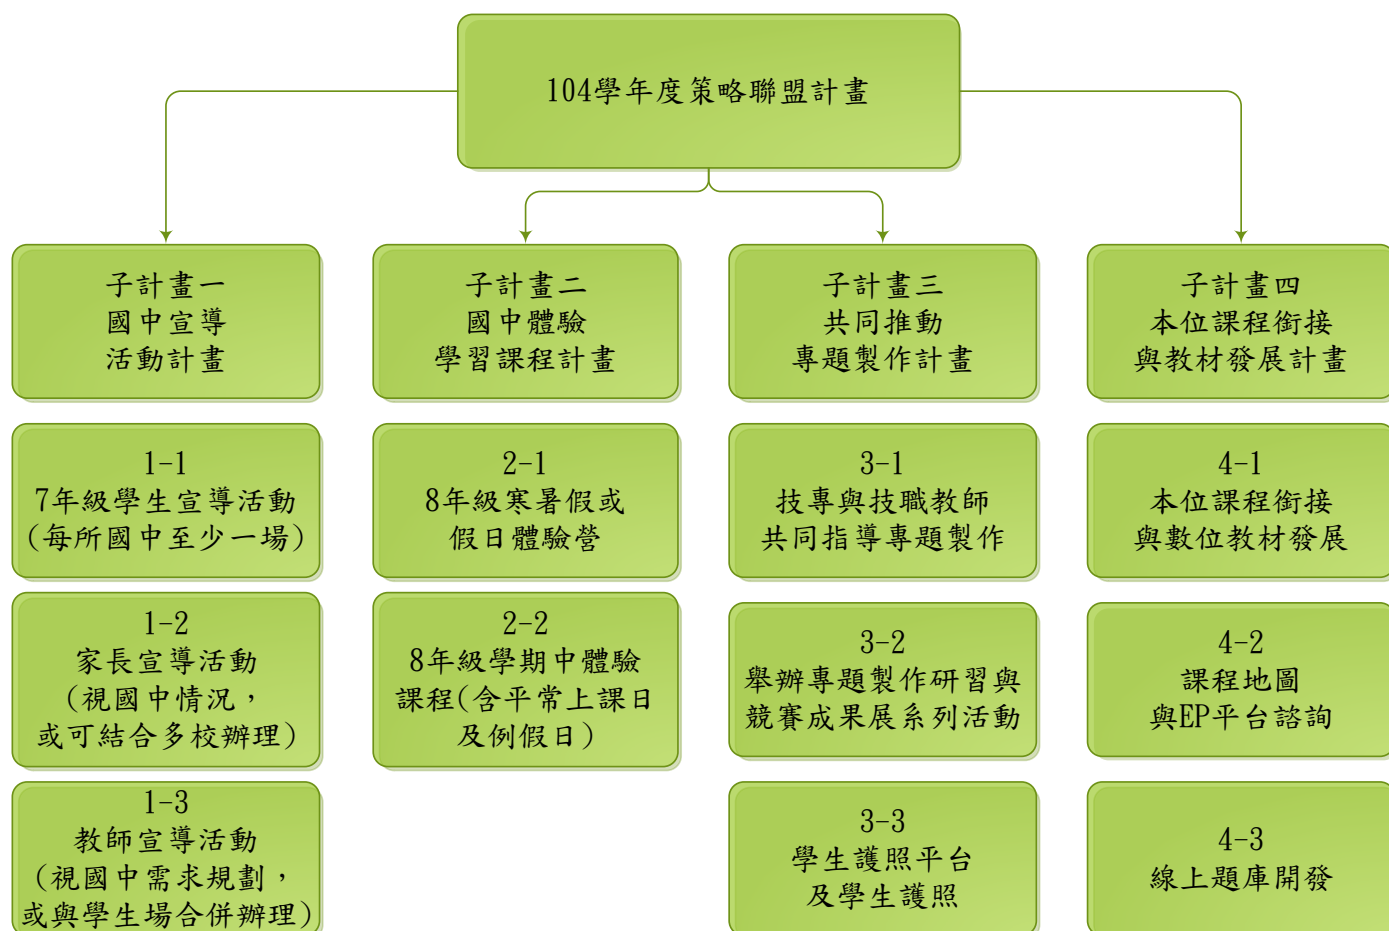 104學年度策略聯盟計畫
子計畫一
國中宣導
活動計畫
子計畫二
國中體驗
學習課程計畫
子計畫三
共同推動
專題製作計畫
子計畫四
本位課程銜接
與教材發展計畫
1-1
7年級學生宣導活動
(每所國中至少一場)
2-1
8年級寒暑假或
假日體驗營
3-1
技專與技職教師
共同指導專題製作
4-1
本位課程銜接
與數位教材發展
1-2
家長宣導活動
(視國中情況，
或可結合多校辦理)
2-2
8年級學期中體驗
課程(含平常上課日
及例假日)
3-2
舉辦專題製作研習與
競賽成果展系列活動
4-2
課程地圖
與EP平台諮詢
1-3
教師宣導活動
(視國中需求規劃，
或與學生場合併辦理)
3-3
學生護照平台
及學生護照
4-3
線上題庫開發